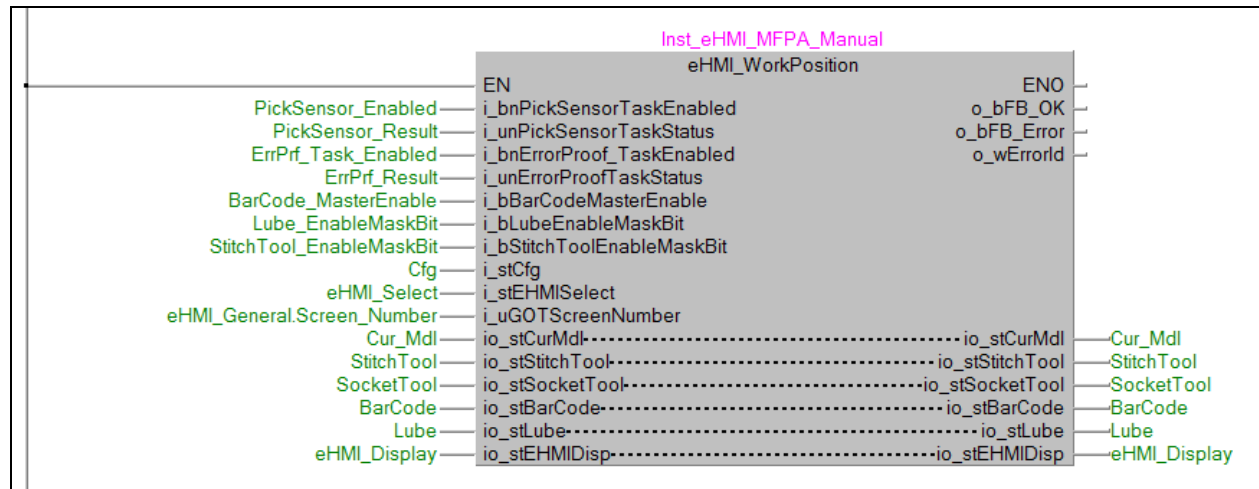 Inst_eHMI_MFPA_Manual
eHMI_WorkPosition
EN ENO
PickSensor_Enabled i_bnPickSensorTaskEnabled o_bFB_OK
PickSensor_Result i_unPickSensorTaskStatus o_bFB_Error
ErrPrf_Task_Enabled i_bnErrorProof_TaskEnabled o_wErrorId
ErrPrf_Result i_unErrorProofTaskStatus
BarCode_MasterEnable i_bBarCodeMasterEnable
Lube_EnableMaskBit i_bLubeEnableMaskBit
StitchTool_EnableMaskBit i_bStitchToolEnableMaskBit
Cfg i_stCfg
eHMI_Select i_stEHMISelect
eHMI_General.Screen_Number i_uGOTScreenNumber
Cur_Mdl io_stCurMdl io_stCurMdl Cur_Mdl
StitchTool io_stStitchTool io_stStitchTool StitchTool
SocketTool io_stSocketTool io_stSocketTool SocketTool
BarCode io_stBarCode io_stBarCode BarCode
Lube io_stLube io_stLube Lube
eHMI_Display io_stEHMIDisp io_stEHMIDisp eHMI_Display